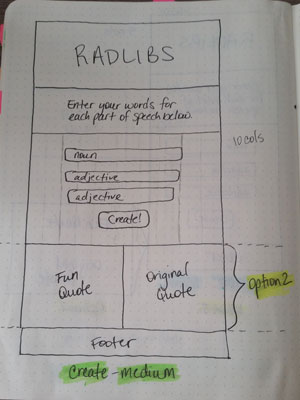 RADLIBS
Enter your words for
each part of speech below.
10 cols
noun
adjective
adjective
Create!
Fun
Quote
Original
Quote
option 2
Footer
Create - medium